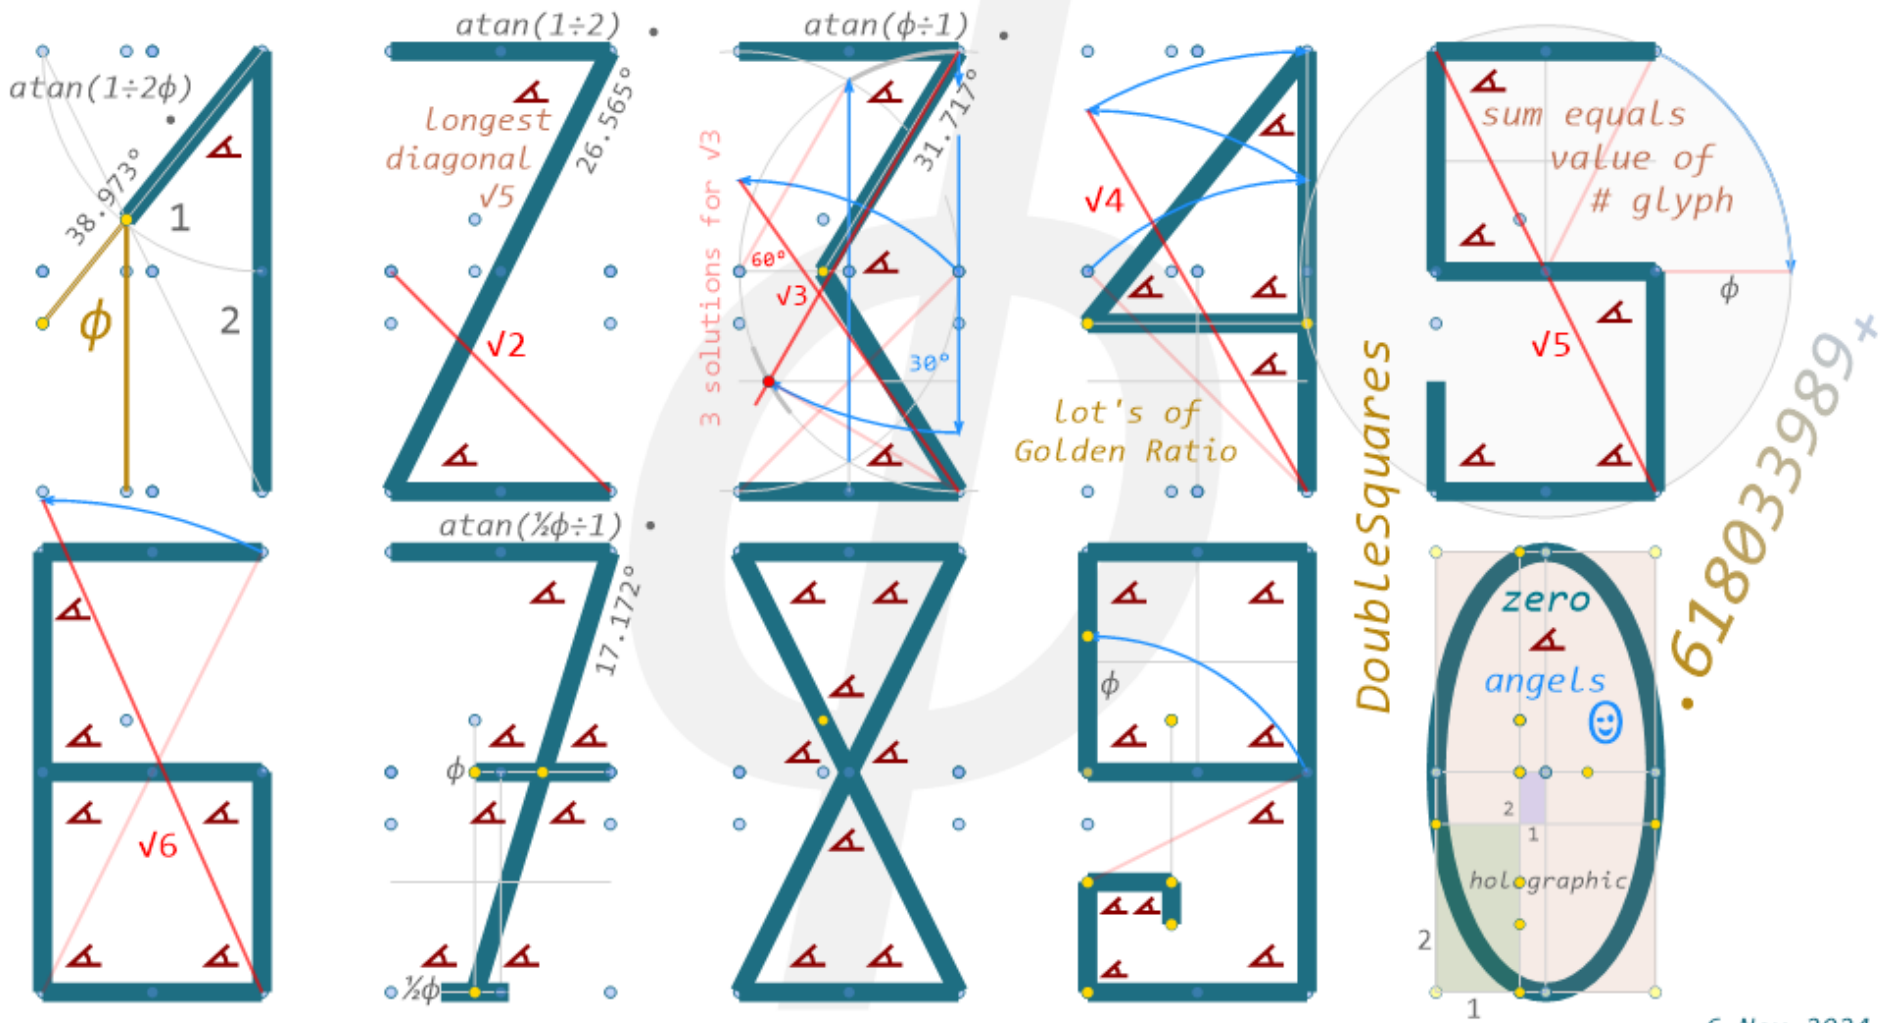 atan(1÷2φ)
38.973°
1
φ
2
atan(1÷2)
longest
diagonal
√5
26.565°
√2
atan(φ÷1)
3 solutions for √3
31.717°
60°
√3
30°
√4
lot's of
Golden Ratio
sum equals
value of
# glyph
φ
√5
DoubleSquares
.618033989+
√6
atan(½φ÷1)
17.172°
φ
½φ
φ
zero
angels
2
1
holographic
2
1